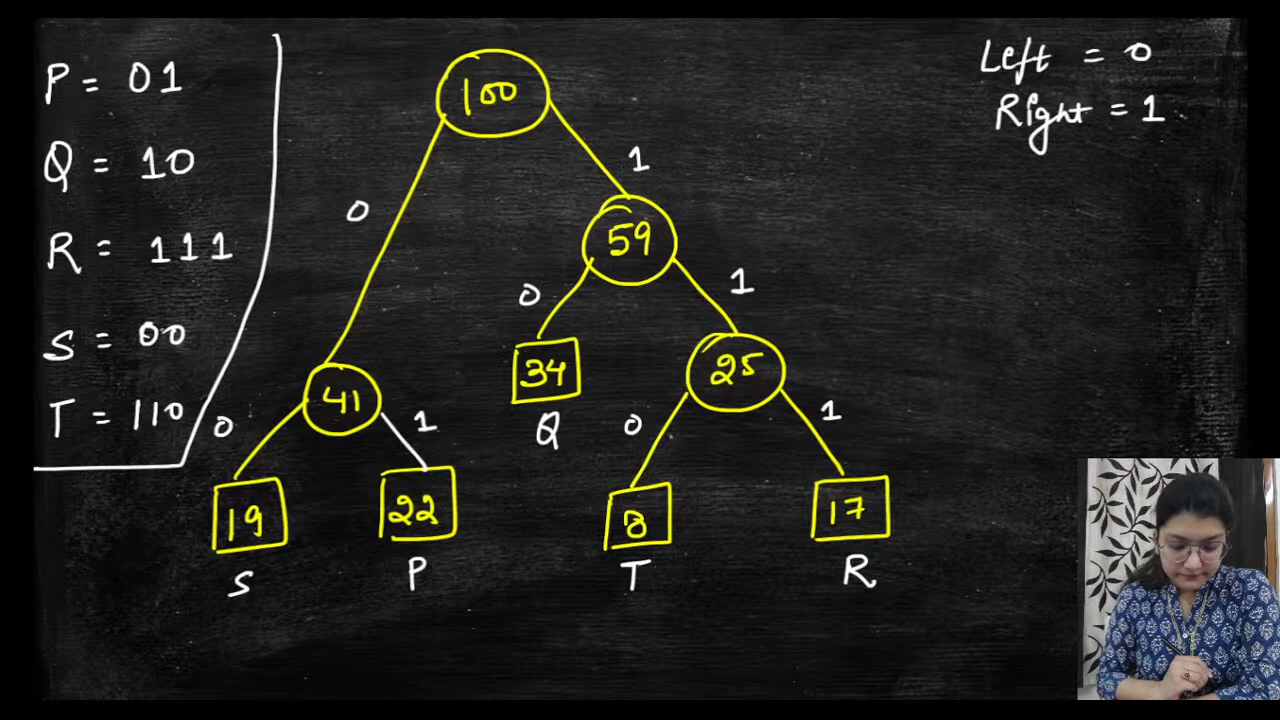 P = 01
Q = 10
R = 111
S = 00
T = 110
Left = 0
Right = 1
100
0
1
59
0
1
41
34
25
0
1
Q
0
1
19
22
8
17
S
P
T
R